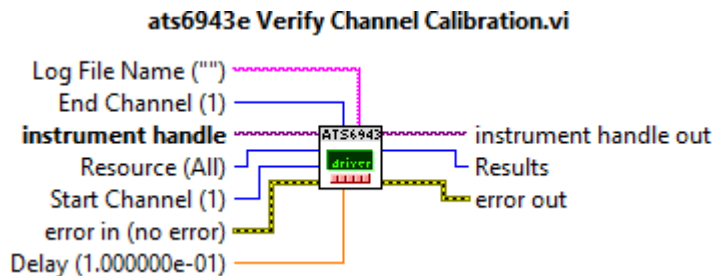 ats6943e Verify Channel Calibration.vi
Log File Name ("")
End Channel (1)
instrument handle
Resource (All)
Start Channel (1)
error in (no error)
Delay (1.000000e-01)
ATS6943
driver
instrument handle out
Results
error out